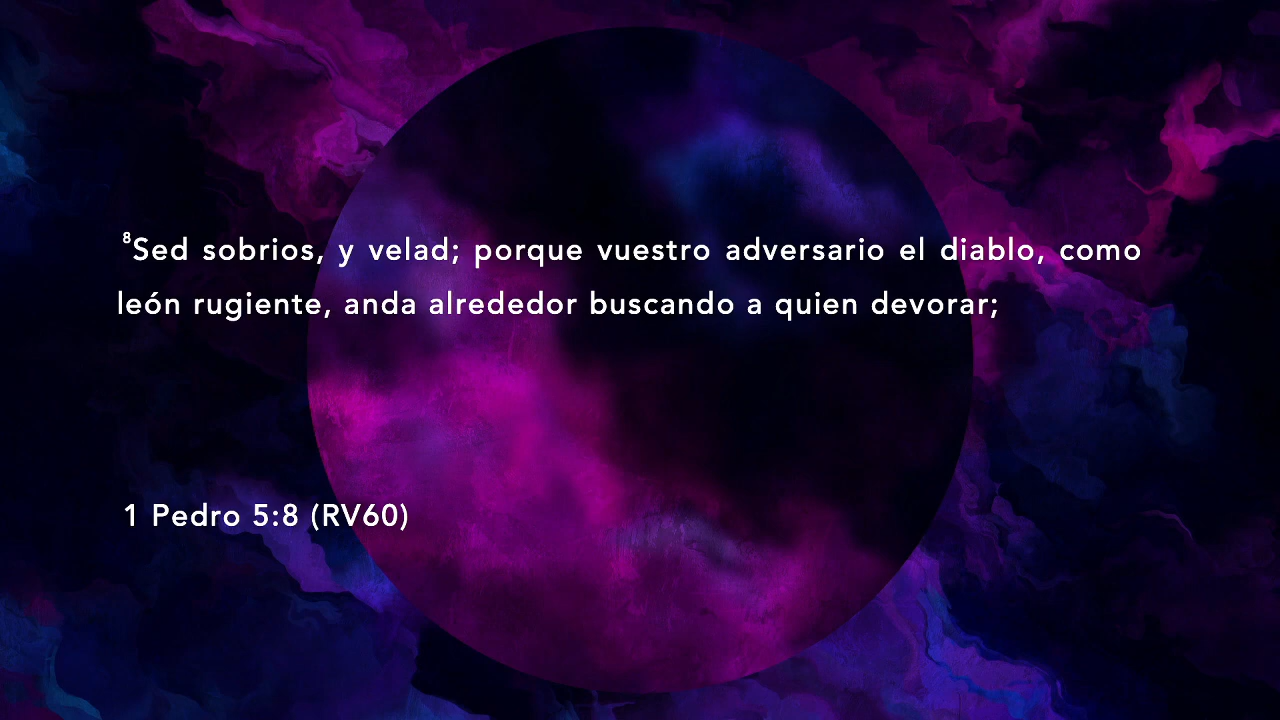 ⁸Sed sobrios, y velad; porque vuestro adversario el diablo, como
león rugiente, anda alrededor buscando a quien devorar;
1 Pedro 5:8 (RV60)